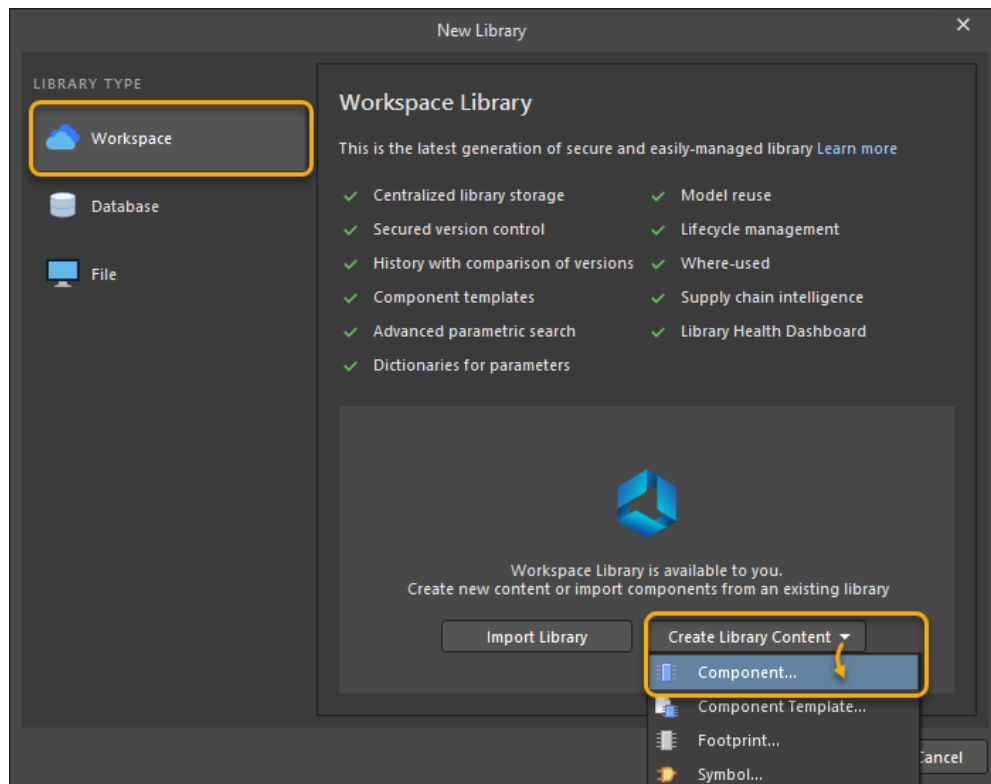 New Library
LIBRARY TYPE
Workspace
Database
File
Workspace Library
This is the latest generation of secure and easily-managed library Learn more
Centralized library storage
Model reuse
Secured version control
Lifecycle management
History with comparison of versions
Where-used
Component templates
Supply chain intelligence
Advanced parametric search
Library Health Dashboard
Dictionaries for parameters
Workspace Library is available to you.
Create new content or import components from an existing library
Import Library
Create Library Content
Component...
Component Template...
Footprint...
Cancel
Symbol...